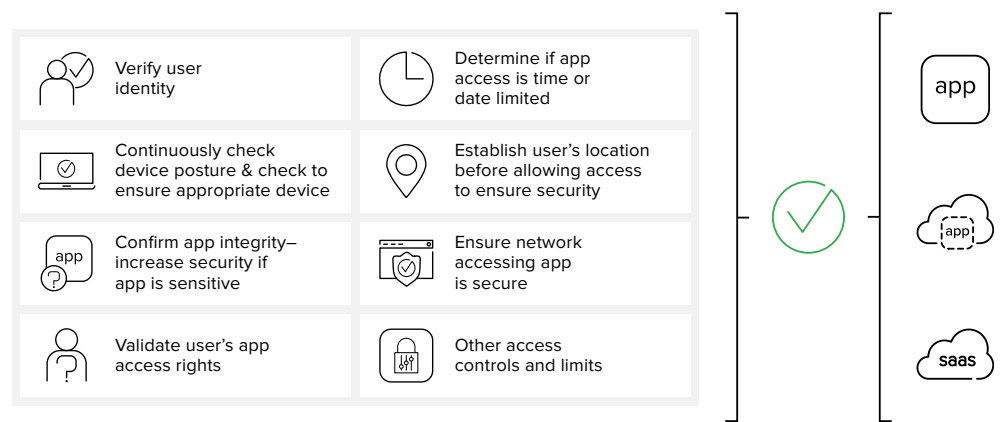 Verify user
identity
Determine if app
access is time or
date limited
Continuously check
device posture & check to
ensure appropriate device
Establish user’s location
before allowing access
to ensure security
app
?
Confirm app integrity–
increase security if
app is sensitive
Ensure network
accessing app
is secure
?
Validate user’s app
access rights
Other access
controls and limits
app
app
saas